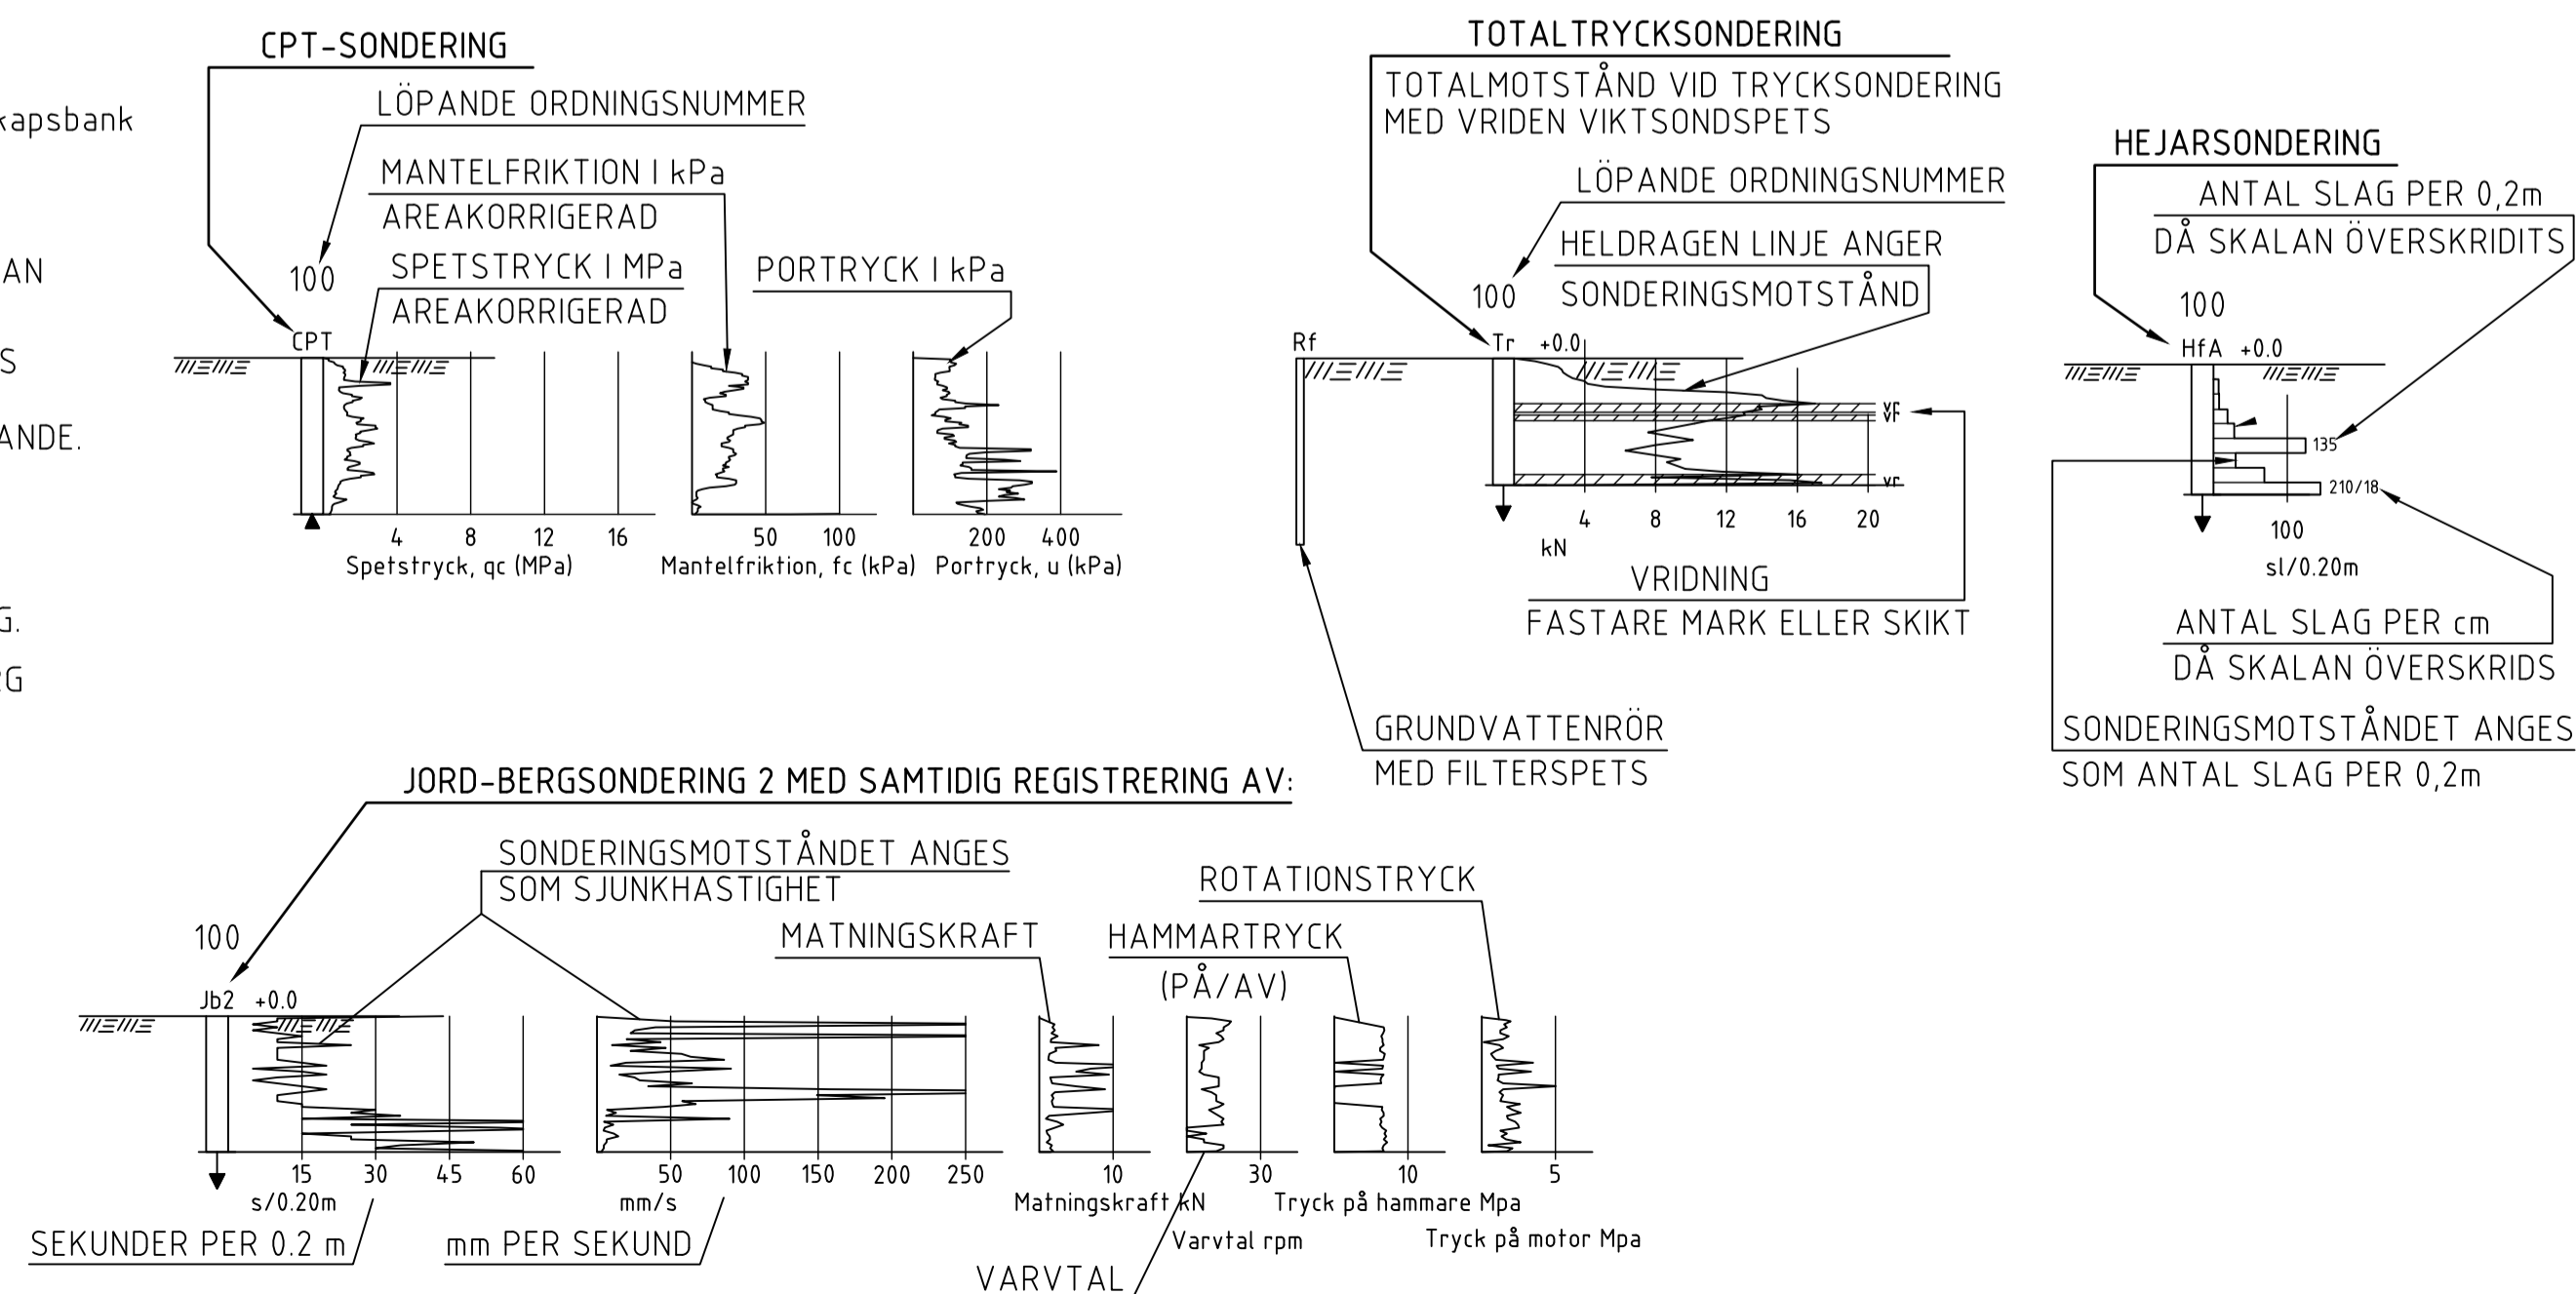 kapsbank
AN
S
ANDE.
G.
RG
CPT-SONDERING
LÖPANDE ORDNINGSNUMMER
MANTELFRIKTION I kPa
AREAKORRIGERAD
100
SPETSTRYCK I MPa
AREAKORRIGERAD
PORTRYCK I kPa
CPT
4 8 12 16
Spetstryck, qc (MPa)
50 100
Mantelfriktion, fc (kPa)
200 400
Portryck, u (kPa)
TOTALTRYCKSONDERING
TOTALMOTSTÅND VID TRYCKSONDERING
MED VRIDEN VIKTSONDSPETS
LÖPANDE ORDNINGSNUMMER
100
HELDRAGEN LINJE ANGER
SONDERINGSMOTSTÅND
Rf
Tr +0.0
vr
vr
vr
4 8 12 16 20
kN
VRIDNING
FASTARE MARK ELLER SKIKT
GRUNDVATTENRÖR
MED FILTERSPETS
HEJARSONDERING
ANTAL SLAG PER 0,2m
DÅ SKALAN ÖVERSKRIDITS
100
HfA +0.0
135
210/18
100
sl/0.20m
ANTAL SLAG PER cm
DÅ SKALAN ÖVERSKRIDS
SONDERINGSMOTSTÅNDET ANGES
SOM ANTAL SLAG PER 0,2m
JORD-BERGSONDERING 2 MED SAMTIDIG REGISTRERING AV:
SONDERINGSMOTSTÅNDET ANGES
SOM SJUNKHASTIGHET
ROTATIONSTRYCK
100
MATNINGSKRAFT
HAMMARTRYCK
(PÅ/AV)
Jb2 +0.0
15 30 45 60
s/0.20m
50 100 150 200 250
mm/s
10
Matningskraft kN
30
Varvtal rpm
10
Tryck på hammare Mpa
5
Tryck på motor Mpa
SEKUNDER PER 0.2 m
mm PER SEKUND
VARVTAL